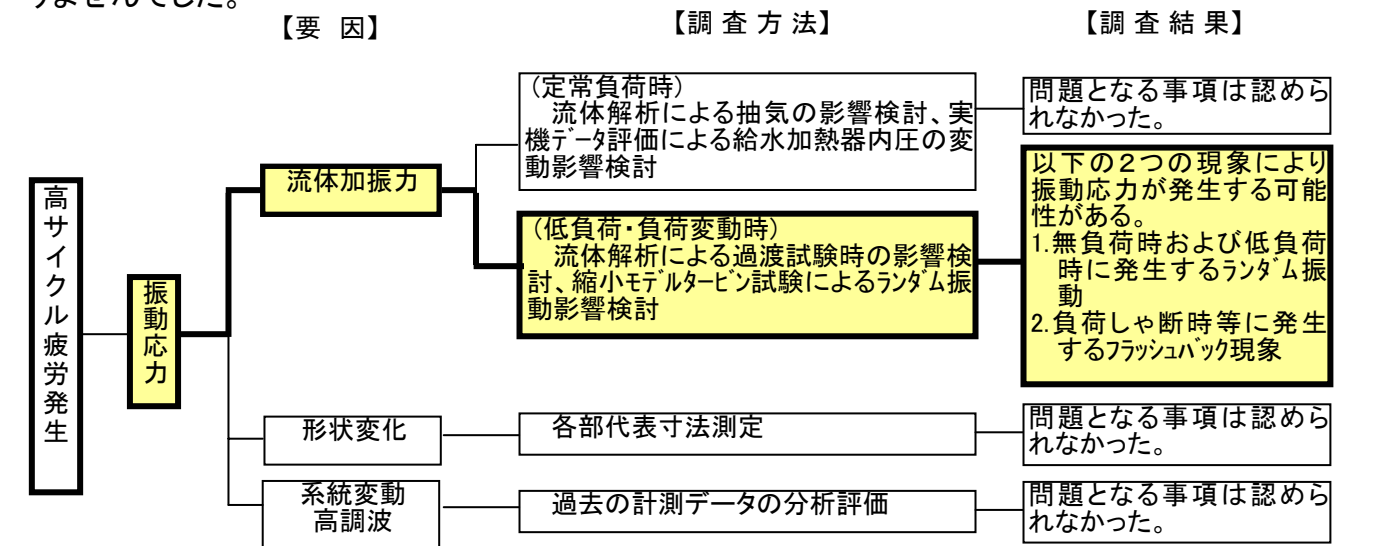 りませんでした。
【要 因】
【調 査 方 法】
【調 査 結 果】
高サイクル疲労発生
振動応力
流体加振力
(定常負荷時)
流体解析による抽気の影響検討、実
機ﾃﾞｰﾀ評価による給水加熱器内圧の変
動影響検討
問題となる事項は認めら
れなかった。
(低負荷・負荷変動時)
流体解析による過渡試験時の影響検
討、縮小ﾓﾃﾞﾙﾀｰﾋﾞﾝ試験によるﾗﾝﾀﾞﾑ振
動影響検討
以下の２つの現象により
振動応力が発生する可能
性がある。
1.無負荷時および低負荷
時に発生するﾗﾝﾀﾞﾑ振
動
2.負荷しゃ断時等に発生
するﾌﾗｯｼｭﾊﾞｯｸ現象
形状変化
各部代表寸法測定
問題となる事項は認めら
れなかった。
系統変動
高調波
過去の計測データの分析評価
問題となる事項は認めら
れなかった。